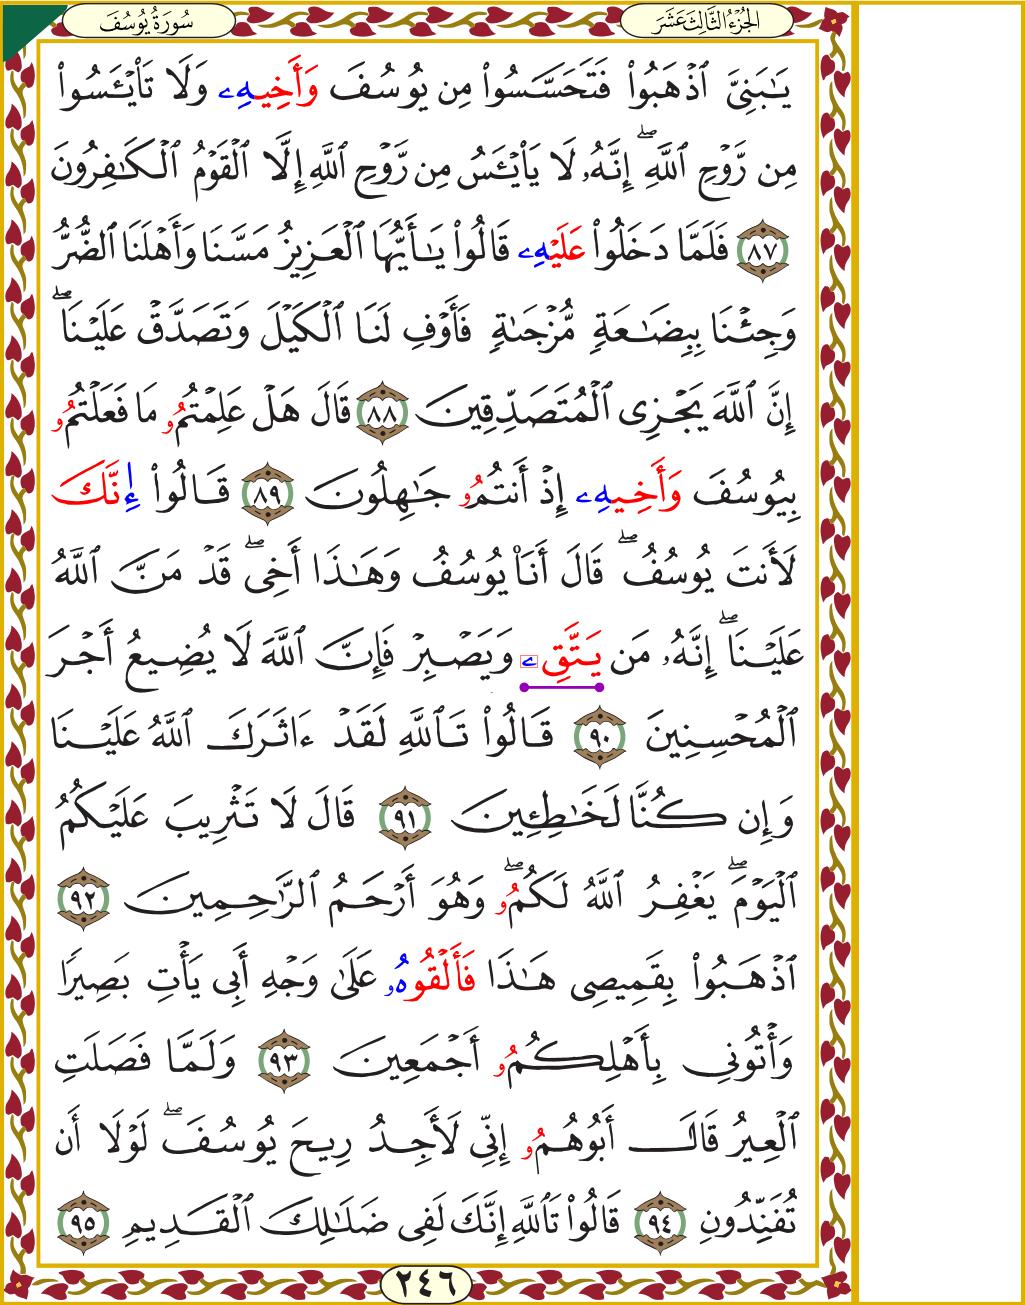 سُورَةُ يُوسُفَ
الجُزْءُ الثَّالِثَ عَشَرَ
يَٰبَنِيَّ ٱذْهَبُوا۟ فَتَحَسَّسُوا۟ مِن يُوسُفَ وَأَخِيهِۦ وَلَا تَا۟يْـَٔسُوا۟
مِن رَّوْحِ ٱللَّهِۖ إِنَّهُۥ لَا يَا۟يْـَٔسُ مِن رَّوْحِ ٱللَّهِ إِلَّا ٱلْقَوْمُ ٱلْكَٰفِرُونَ
٨٧ فَلَمَّا دَخَلُوا۟ عَلَيْهِۦ قَالُوا۟ يَٰٓأَيُّهَا ٱلْعَزِيزُ مَسَّنَا وَأَهْلَنَا ٱلضُّرُّ
وَجِئْنَا بِبِضَٰعَةٍ مُّزْجَىٰةٍ فَأَوْفِ لَنَا ٱلْكَيْلَ وَتَصَدَّقْ عَلَيْنَاۖ
إِنَّ ٱللَّهَ يَجْزِى ٱلْمُتَصَدِّقِينَ ٨٨ قَالَ هَلْ عَلِمْتُمُۥ مَا فَعَلْتُمُۥ
بِيُوسُفَ وَأَخِيهِۦ إِذْ أَنتُمُۥ جَٰهِلُونَ ٨٩ قَالُوا۟ إِنَّكَ
لَأَنتَ يُوسُفُۖ قَالَ أَنَا۠ يُوسُفُ وَهَٰذَا أَخِىۖ قَدْ مَنَّ ٱللَّهُ
عَلَيْنَاۖ إِنَّهُۥ مَن يَتَّقِۦ وَيَصْبِرْ فَإِنَّ ٱللَّهَ لَا يُضِيعُ أَجْرَ
ٱلْمُحْسِنِينَ ٩٠ قَالُوا۟ تَٱللَّهِ لَقَدْ ءَاثَرَكَ ٱللَّهُ عَلَيْنَا
وَإِن كُنَّا لَخَٰطِـِٔينَ ٩١ قَالَ لَا تَثْرِيبَ عَلَيْكُمُ
ٱلْيَوْمَۖ يَغْفِرُ ٱللَّهُ لَكُمُۥۖ وَهُوَ أَرْحَمُ ٱلرَّٰحِمِينَ ٩٢
ٱذْهَبُوا۟ بِقَمِيصِى هَٰذَا فَأَلْقُوهُۥ عَلَىٰ وَجْهِ أَبِى يَأْتِ بَصِيرًا
وَأْتُونِى بِأَهْلِكُمُۥ أَجْمَعِينَ ٩٣ وَلَمَّا فَصَلَتِ
ٱلْعِيرُ قَالَ أَبُوهُمُۥ إِنِّى لَأَجِدُ رِيحَ يُوسُفَۖ لَوْلَا أَن
تُفَنِّدُونِ ٩٤ قَالُوا۟ تَٱللَّهِ إِنَّكَ لَفِى ضَلَٰلِكَ ٱلْقَدِيمِ ٩٥
٢٤٦